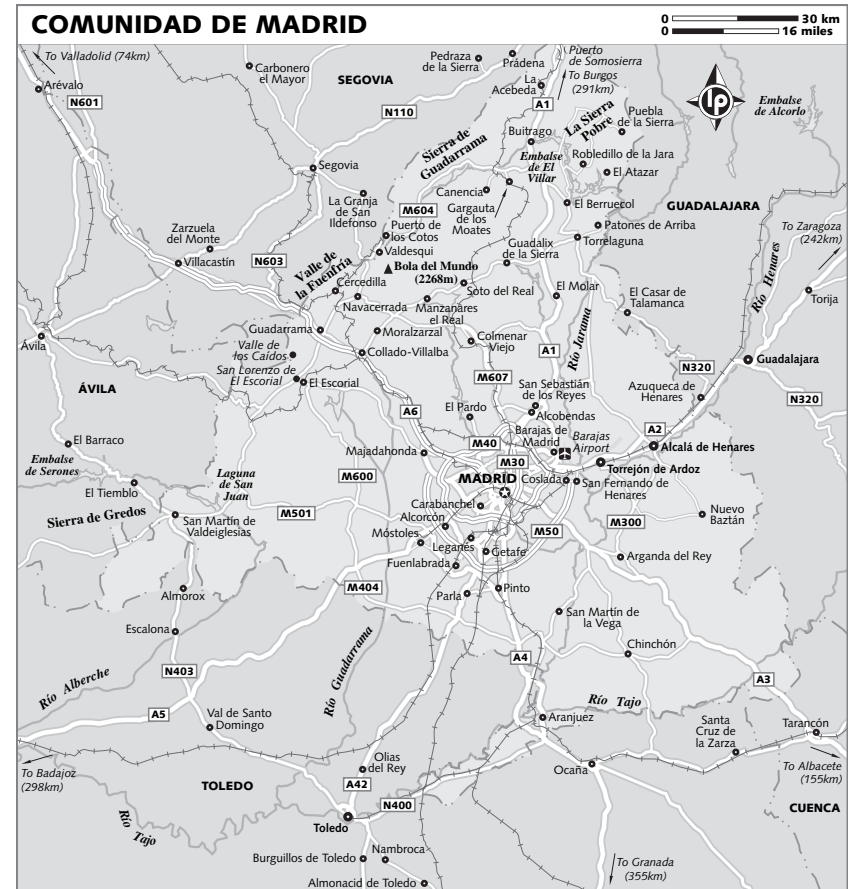 COMUNIDAD DE MADRID
0 30 km
0 16 miles
To Valladolid (74km)
Arévalo
N601
Carbonero
el Mayor
SEGOVIA
Pedraza
de la Sierra
Prádena
Puerto
de Somosierra
To Burgos
(291km)
La
Acebeda
A1
lp
Embalse
de Alcorlo
N110
Buitrago
La Sierra
Pobre
Puebla
de la Sierra
Sierra de
Guadarrama
Embalse
de El
Villar
Robledillo de la Jara
El Atazar
Segovia
La Granja
de San
Ildefonso
Canencia
Gargauta
de los
Moates
El Berruecol
GUADALAJARA
M604
Puerto de
los Cotos
Patones de Arriba
Torrelaguna
To Zaragoza
(242km)
Zarzuela
del Monte
Villacastín
N603
Valle de
la Fuenfría
Valdesqui
Bola del Mundo
(2268m)
Guadalix
de la Sierra
Río Henares
Cercedilla
Soto del Real
El Molar
El Casar de
Talamanca
Torija
Navacerrada
Manzanares
el Real
Guadarrama
Moralzarzal
Colmenar
Viejo
Río Jarama
Ávila
Valle de
los Caídos
San Lorenzo de
El Escorial
El Escorial
Collado-Villalba
A1
Guadalajara
M607
N320
ÁVILA
San Sebastián
de los Reyes
Azuqueca de
Henares
N320
A6
El Pardo
Alcobendas
El Barraco
Embalse
de Serones
Majadahonda
M40
Barajas de
Madrid
Barajas
Airport
A2
Alcalá de Henares
M30
Torrejón de Ardoz
El Tiemblo
Laguna
de San
Juan
M600
MADRID
Coslada
San Fernando de
Henares
Sierra de Gredos
San Martín de
Valdeiglesias
M501
Carabanchel
Alcorcón
Móstoles
Leganés
Getafe
M50
M300
Nuevo
Baztán
Fuenlabrada
Arganda del Rey
Almorox
M404
Parla
Pinto
Escalona
San Martín de
la Vega
Chinchón
N403
Río Alberche
Río Guadarrama
A4
A3
A5
Val de Santo
Domingo
Río Tajo
Aranjuez
Santa
Cruz de
la Zarza
Tarancón
To Badajoz
(298km)
Olias
del Rey
Ocaña
To Albacete
(155km)
TOLEDO
A42
N400
CUENCA
Río
Tajo
Toledo
Nambroca
Burguillos de Toledo
To Granada
(355km)
Almonacid de Toledo